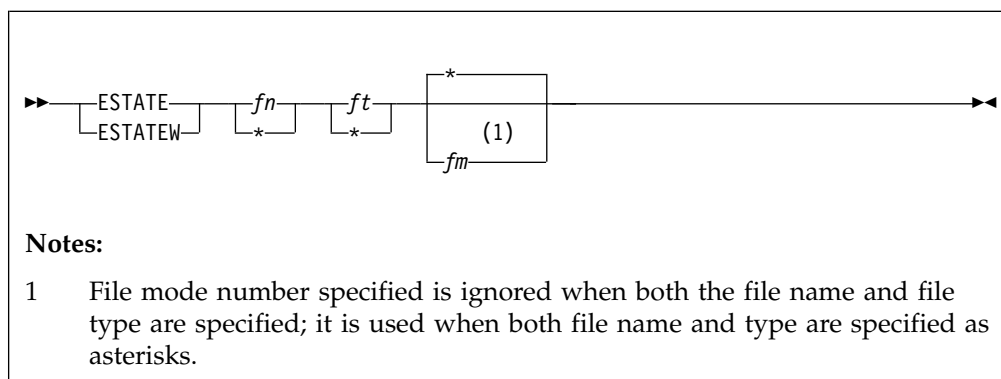 *
ESTATE fn ft
ESTATEW * * (1)
fm
Notes:
1 File mode number specified is ignored when both the file name and file
type are specified; it is used when both file name and type are specified as
asterisks.